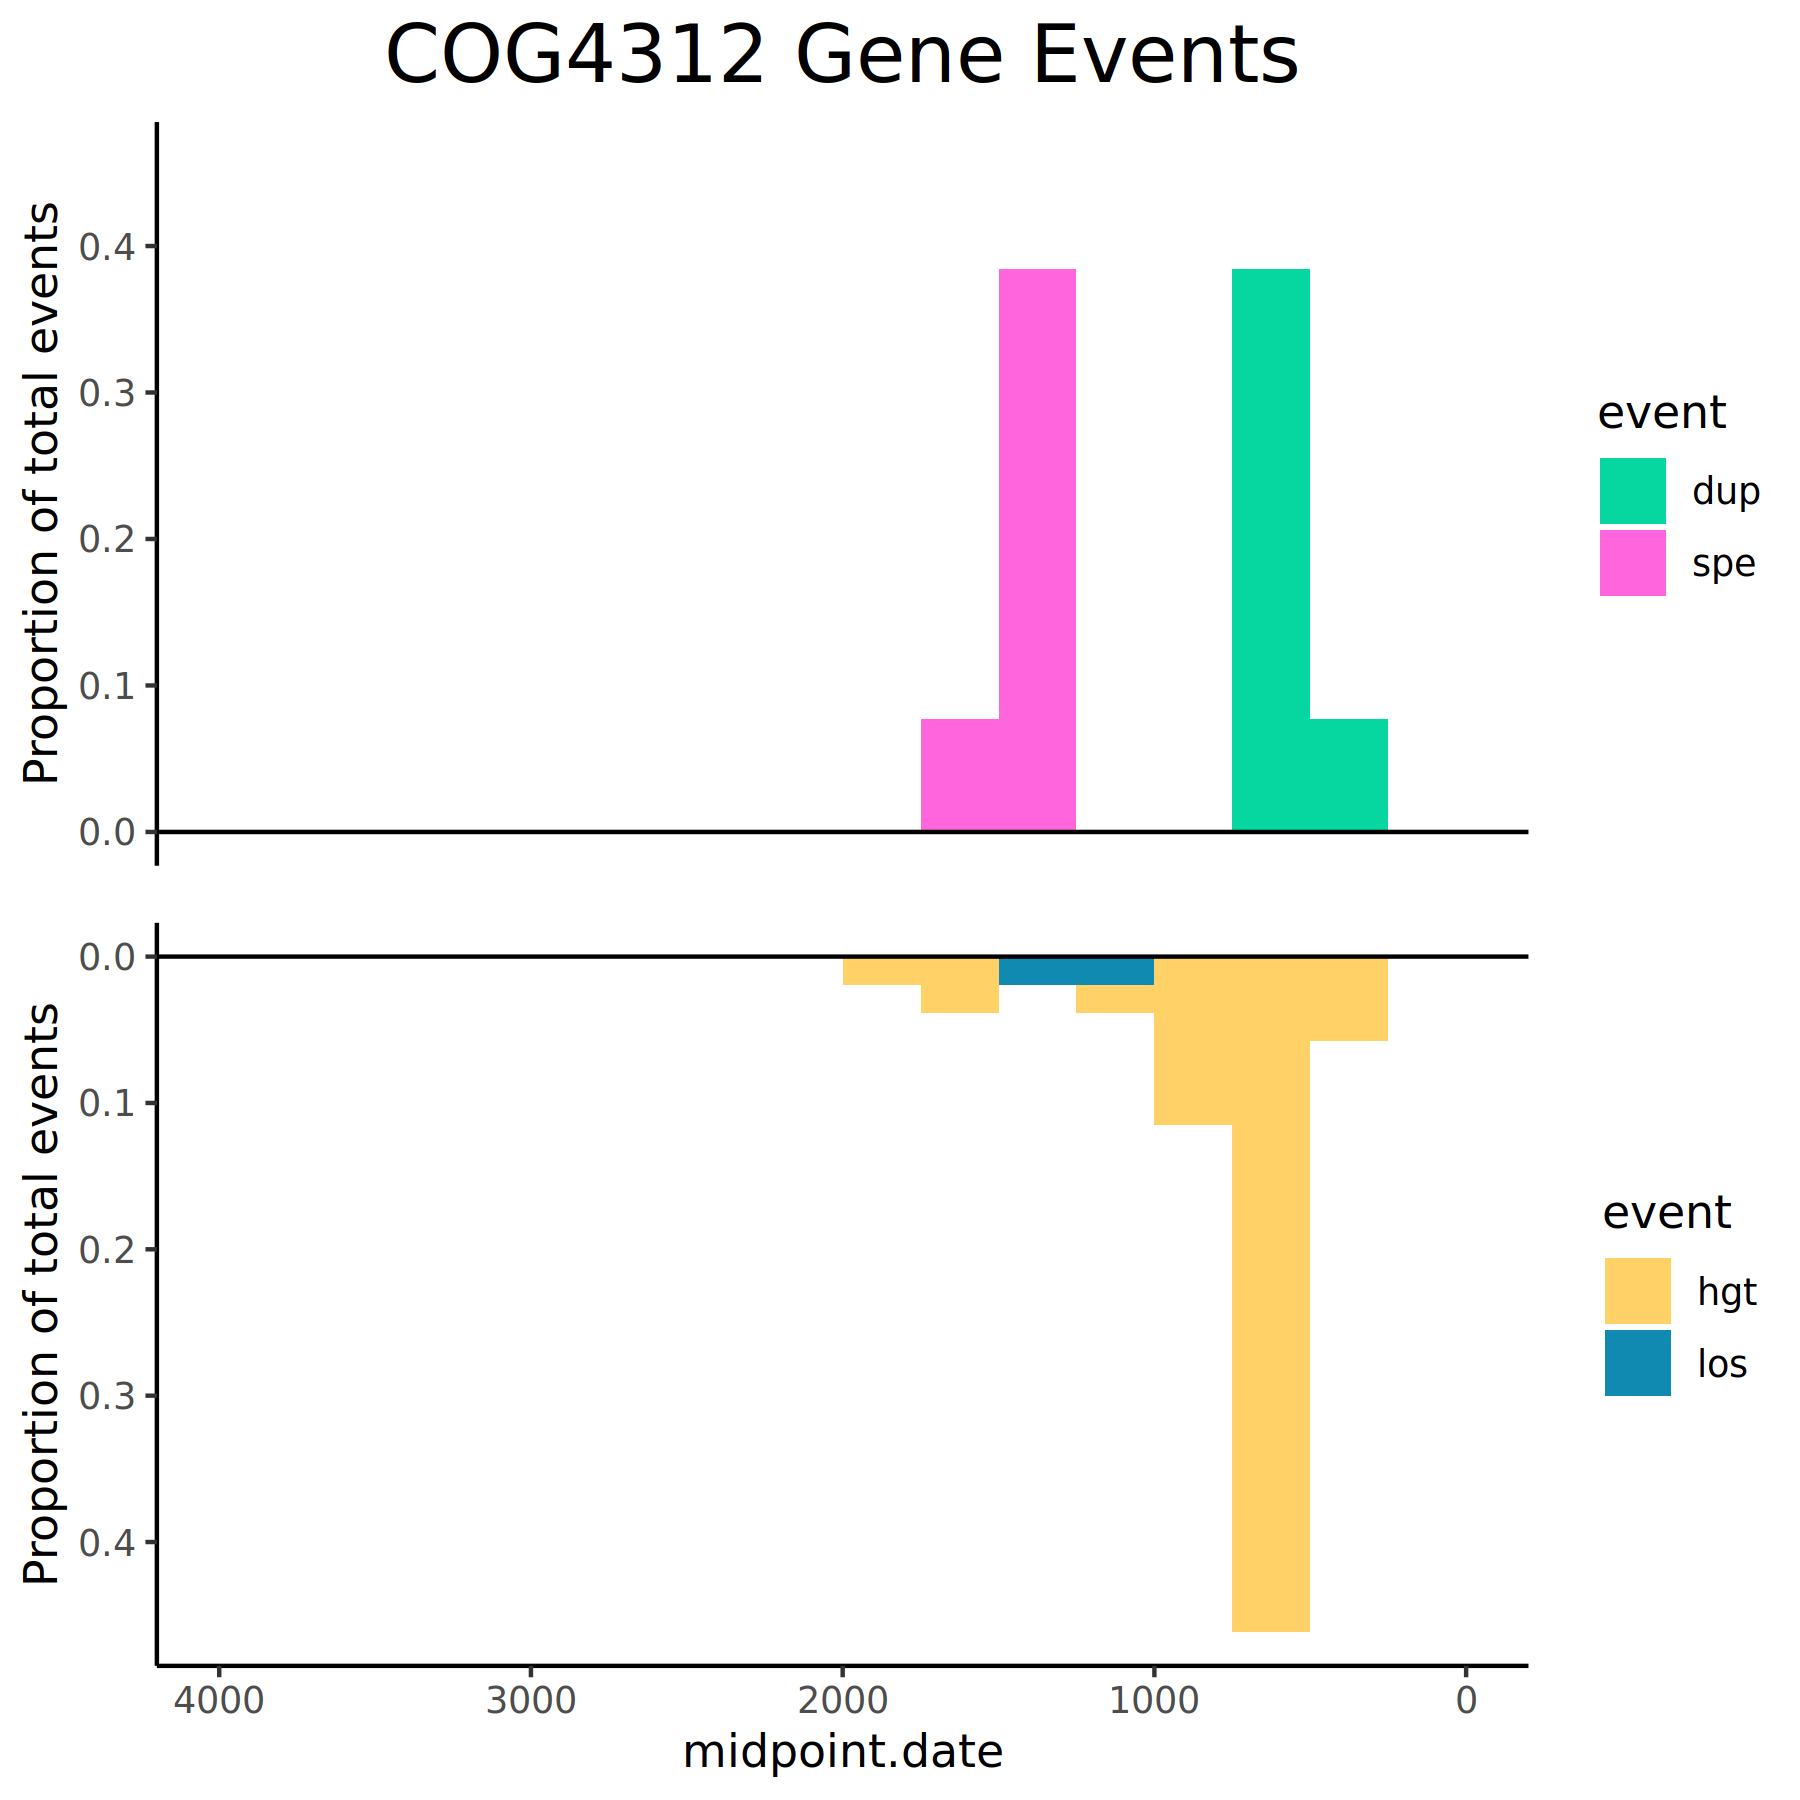 COG4312 Gene Events
Proportion of total events
0.4
0.3
0.2
0.1
0.0
event
dup
spe
Proportion of total events
0.0
0.1
0.2
0.3
0.4
event
hgt
los
4000 3000 2000 1000 0
midpoint.date